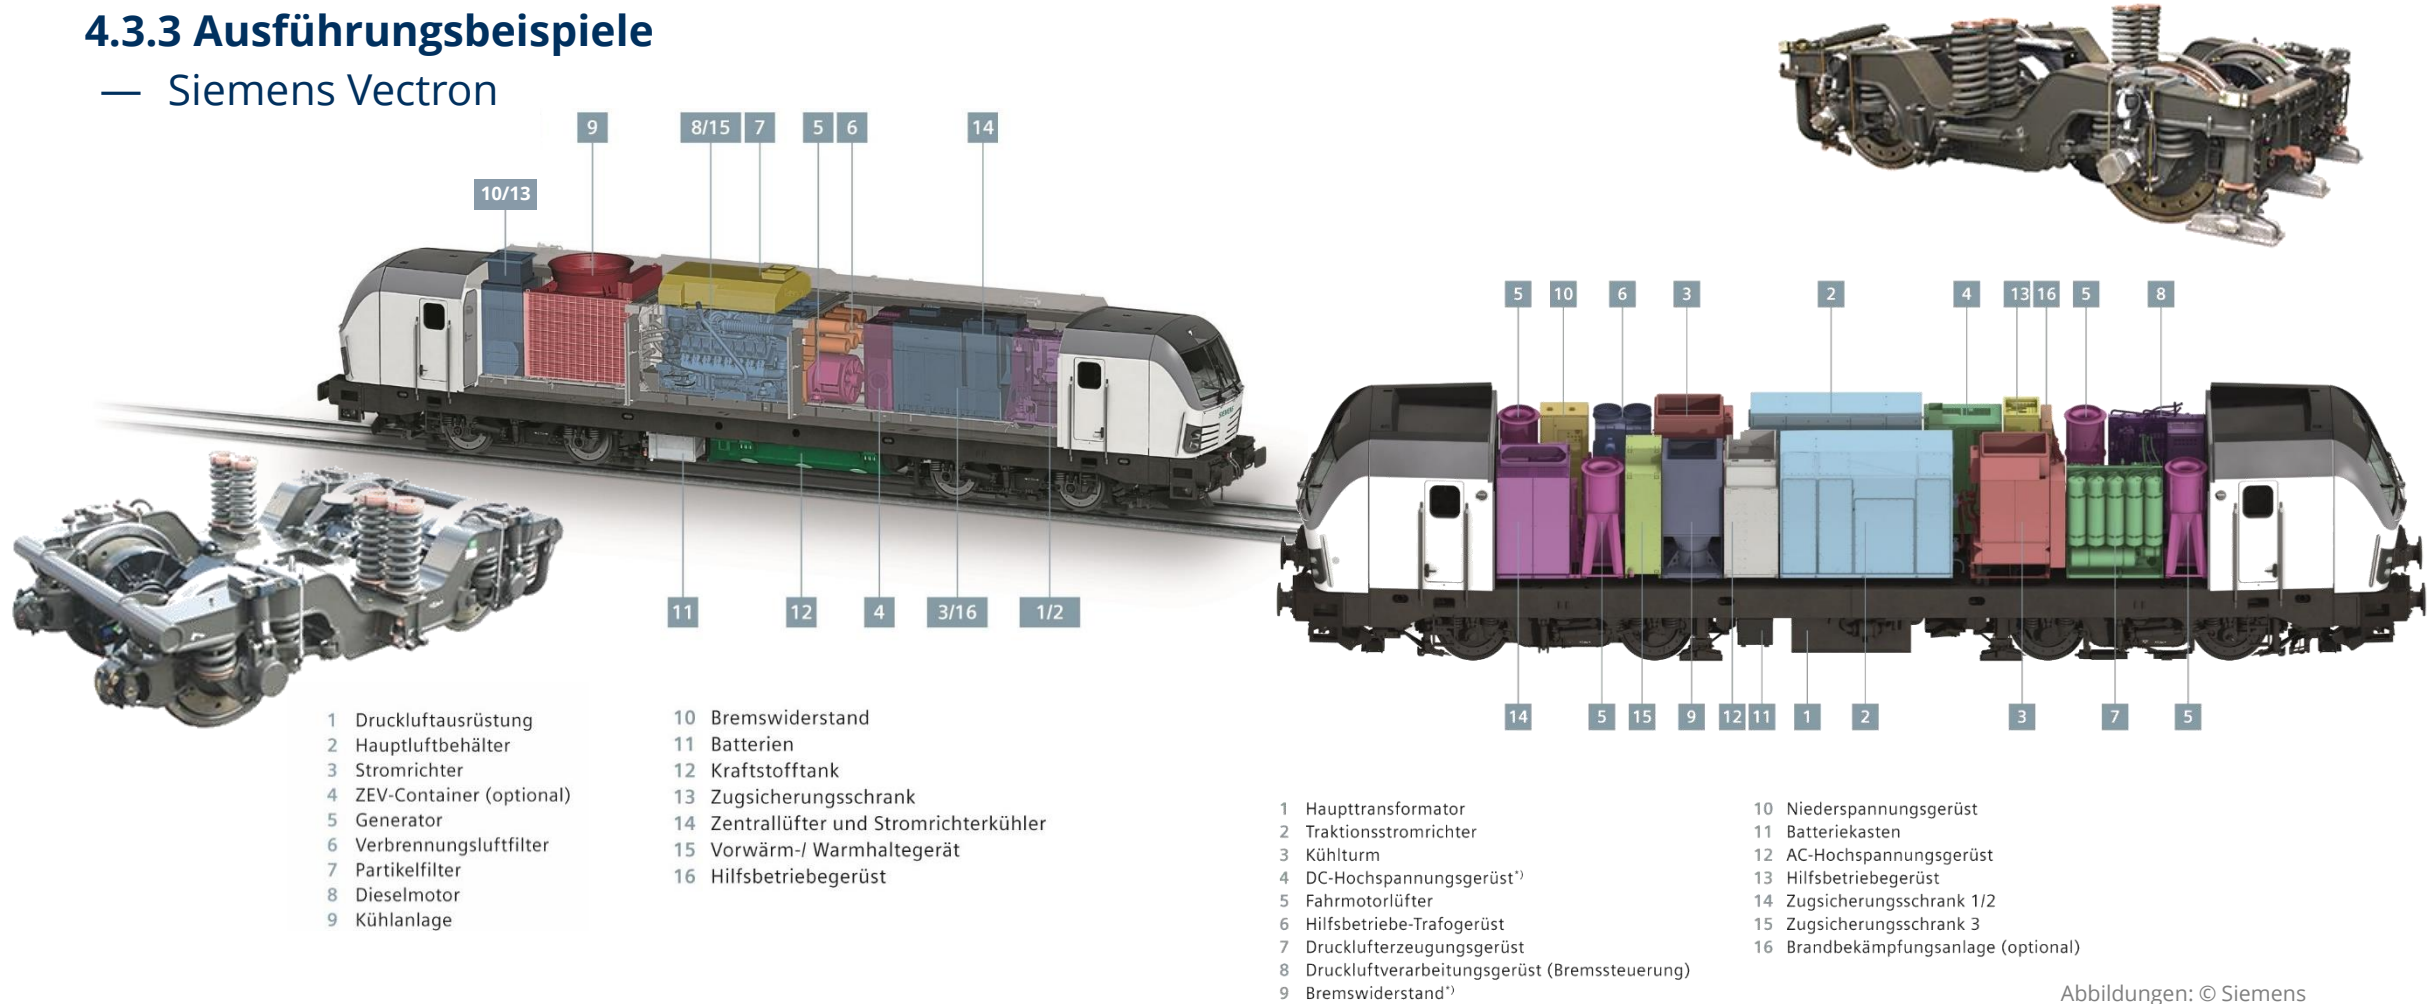 4.3.3 Ausführungsbeispiele
— Siemens Vectron
9
8/15
7
5
6
14
10/13
SIEMENS
11
12
4
3/16
1/2
1 Druckluftausrüstung
2 Hauptluftbehälter
3 Stromrichter
4 ZEV-Container (optional)
5 Generator
6 Verbrennungsluftfilter
7 Partikelfilter
8 Dieselmotor
9 Kühlanlage
10 Bremswiderstand
11 Batterien
12 Kraftstofftank
13 Zugsicherungsschrank
14 Zentrallüfter und Stromrichterkühler
15 Vorwärm-/ Warmhaltegerät
16 Hilfsbetriebegerüst
5
10
6
3
2
4
13
16
5
8
14
5
15
9
12
11
1
2
3
7
5
1 Haupttransformator
2 Traktionsstromrichter
3 Kühlturm
4 DC-Hochspannungsgerüst*)
5 Fahrmotorlüfter
6 Hilfsbetriebe-Trafogerüst
7 Drucklufterzeugungsgerüst
8 Druckluftverarbeitungsgerüst (Bremssteuerung)
9 Bremswiderstand*)
10 Niederspannungsgerüst
11 Batteriekasten
12 AC-Hochspannungsgerüst
13 Hilfsbetriebegerüst
14 Zugsicherungsschrank 1/2
15 Zugsicherungsschrank 3
16 Brandbekämpfungsanlage (optional)
Abbildungen: © Siemens